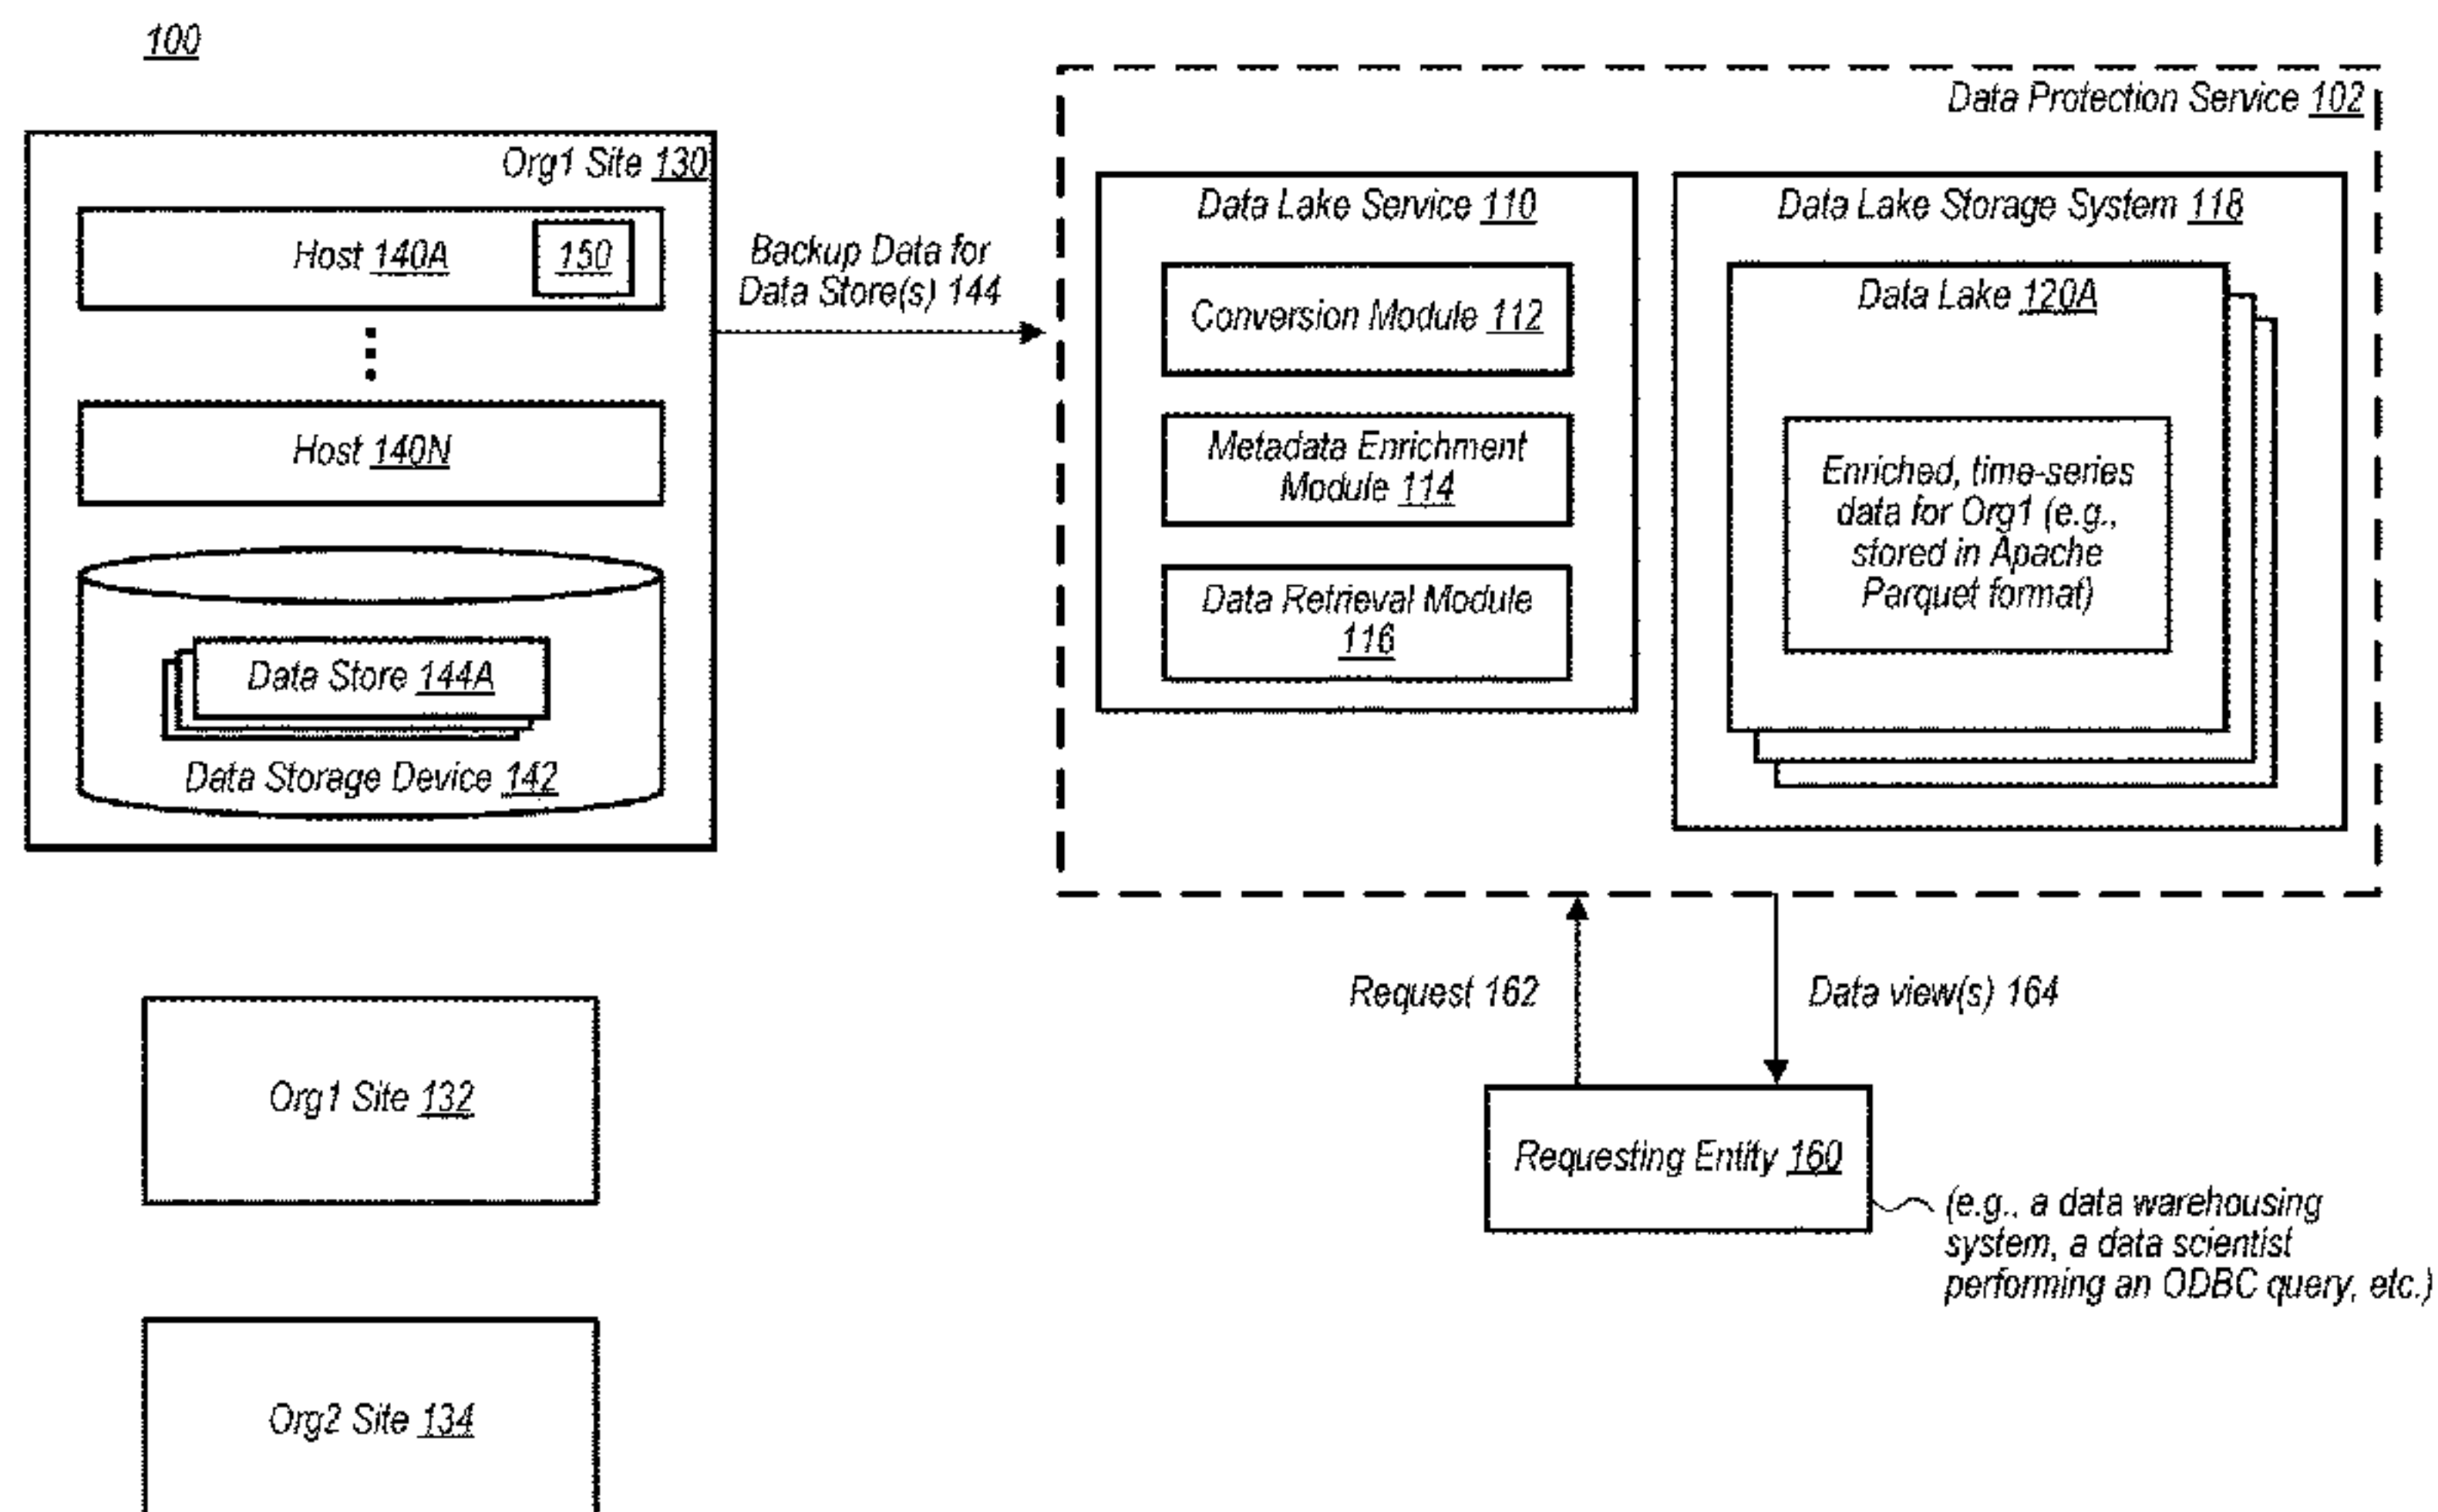 100
Org1 Site 130
Host 140A
150
Host 140N
Data Store 144A
Data Storage Device 142
Backup Data for
Data Store(s) 144
Data Protection Service 102
Data Lake Service 110
Conversion Module 112
Metadata Enrichment
Module 114
Data Retrieval Module
116
Data Lake Storage System 118
Data Lake 120A
Enriched, time-series
data for Org1 (e.g.,
stored in Apache
Parquet format)
Request 162
Data view(s) 164
Requesting Entity 160
(e.g., a data warehousing
system, a data scientist
performing an ODBC query, etc.)
Org1 Site 132
Org2 Site 134